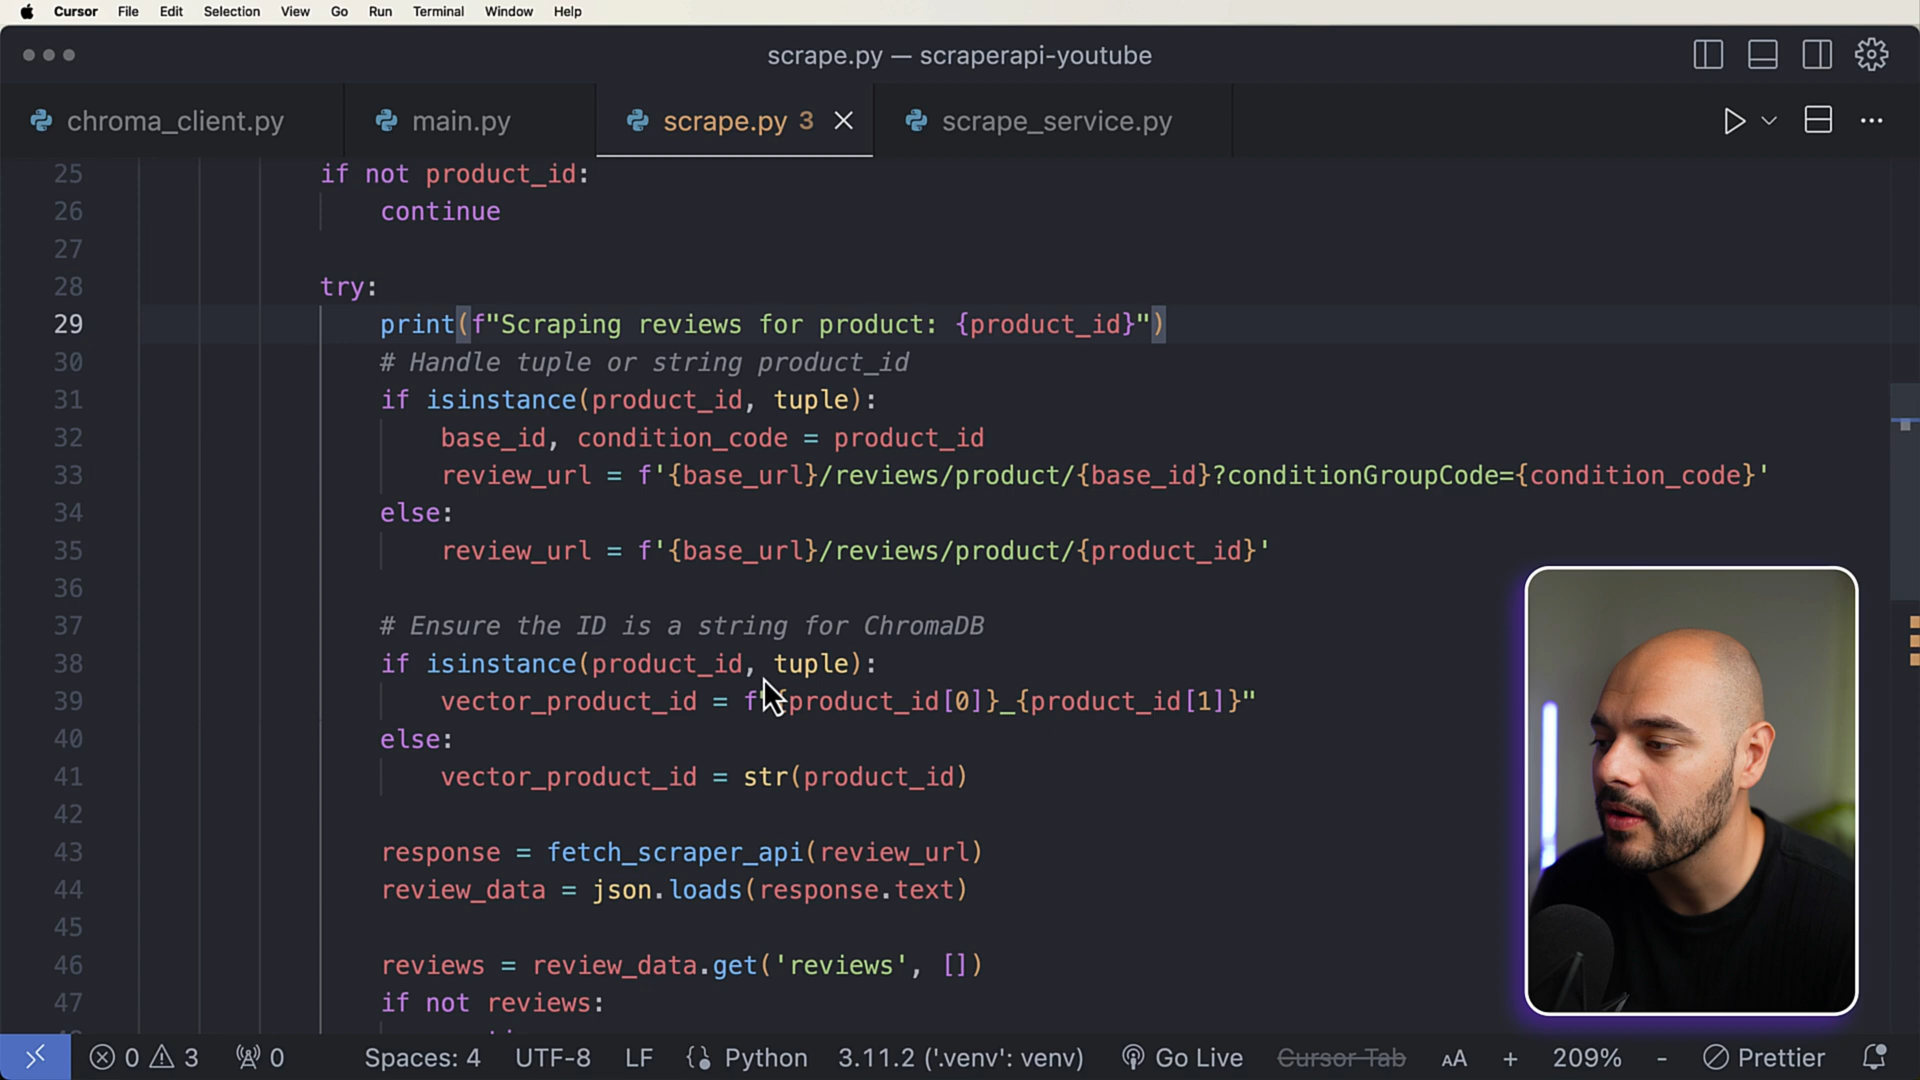 Cursor File Edit Selection View Go Run Terminal Window Help
scrape.py — scraperapi-youtube
chroma_client.py main.py scrape.py 3 scrape_service.py
25 if not product_id:
26 continue
27
28 try:
29 print(f"Scraping reviews for product: {product_id}")
30 # Handle tuple or string product_id
31 if isinstance(product_id, tuple):
32 base_id, condition_code = product_id
33 review_url = f'{base_url}/reviews/product/{base_id}?conditionGroupCode={condition_code}'
34 else:
35 review_url = f'{base_url}/reviews/product/{product_id}'
36
37 # Ensure the ID is a string for ChromaDB
38 if isinstance(product_id, tuple):
39 vector_product_id = f"{product_id[0]}_{product_id[1]}"
40 else:
41 vector_product_id = str(product_id)
42
43 response = fetch_scraper_api(review_url)
44 review_data = json.loads(response.text)
45
46 reviews = review_data.get('reviews', [])
47 if not reviews:
0 3 0 Spaces: 4 UTF-8 LF Python 3.11.2 ('.venv': venv) Go Live Cursor Tab AA + 209% - Prettier